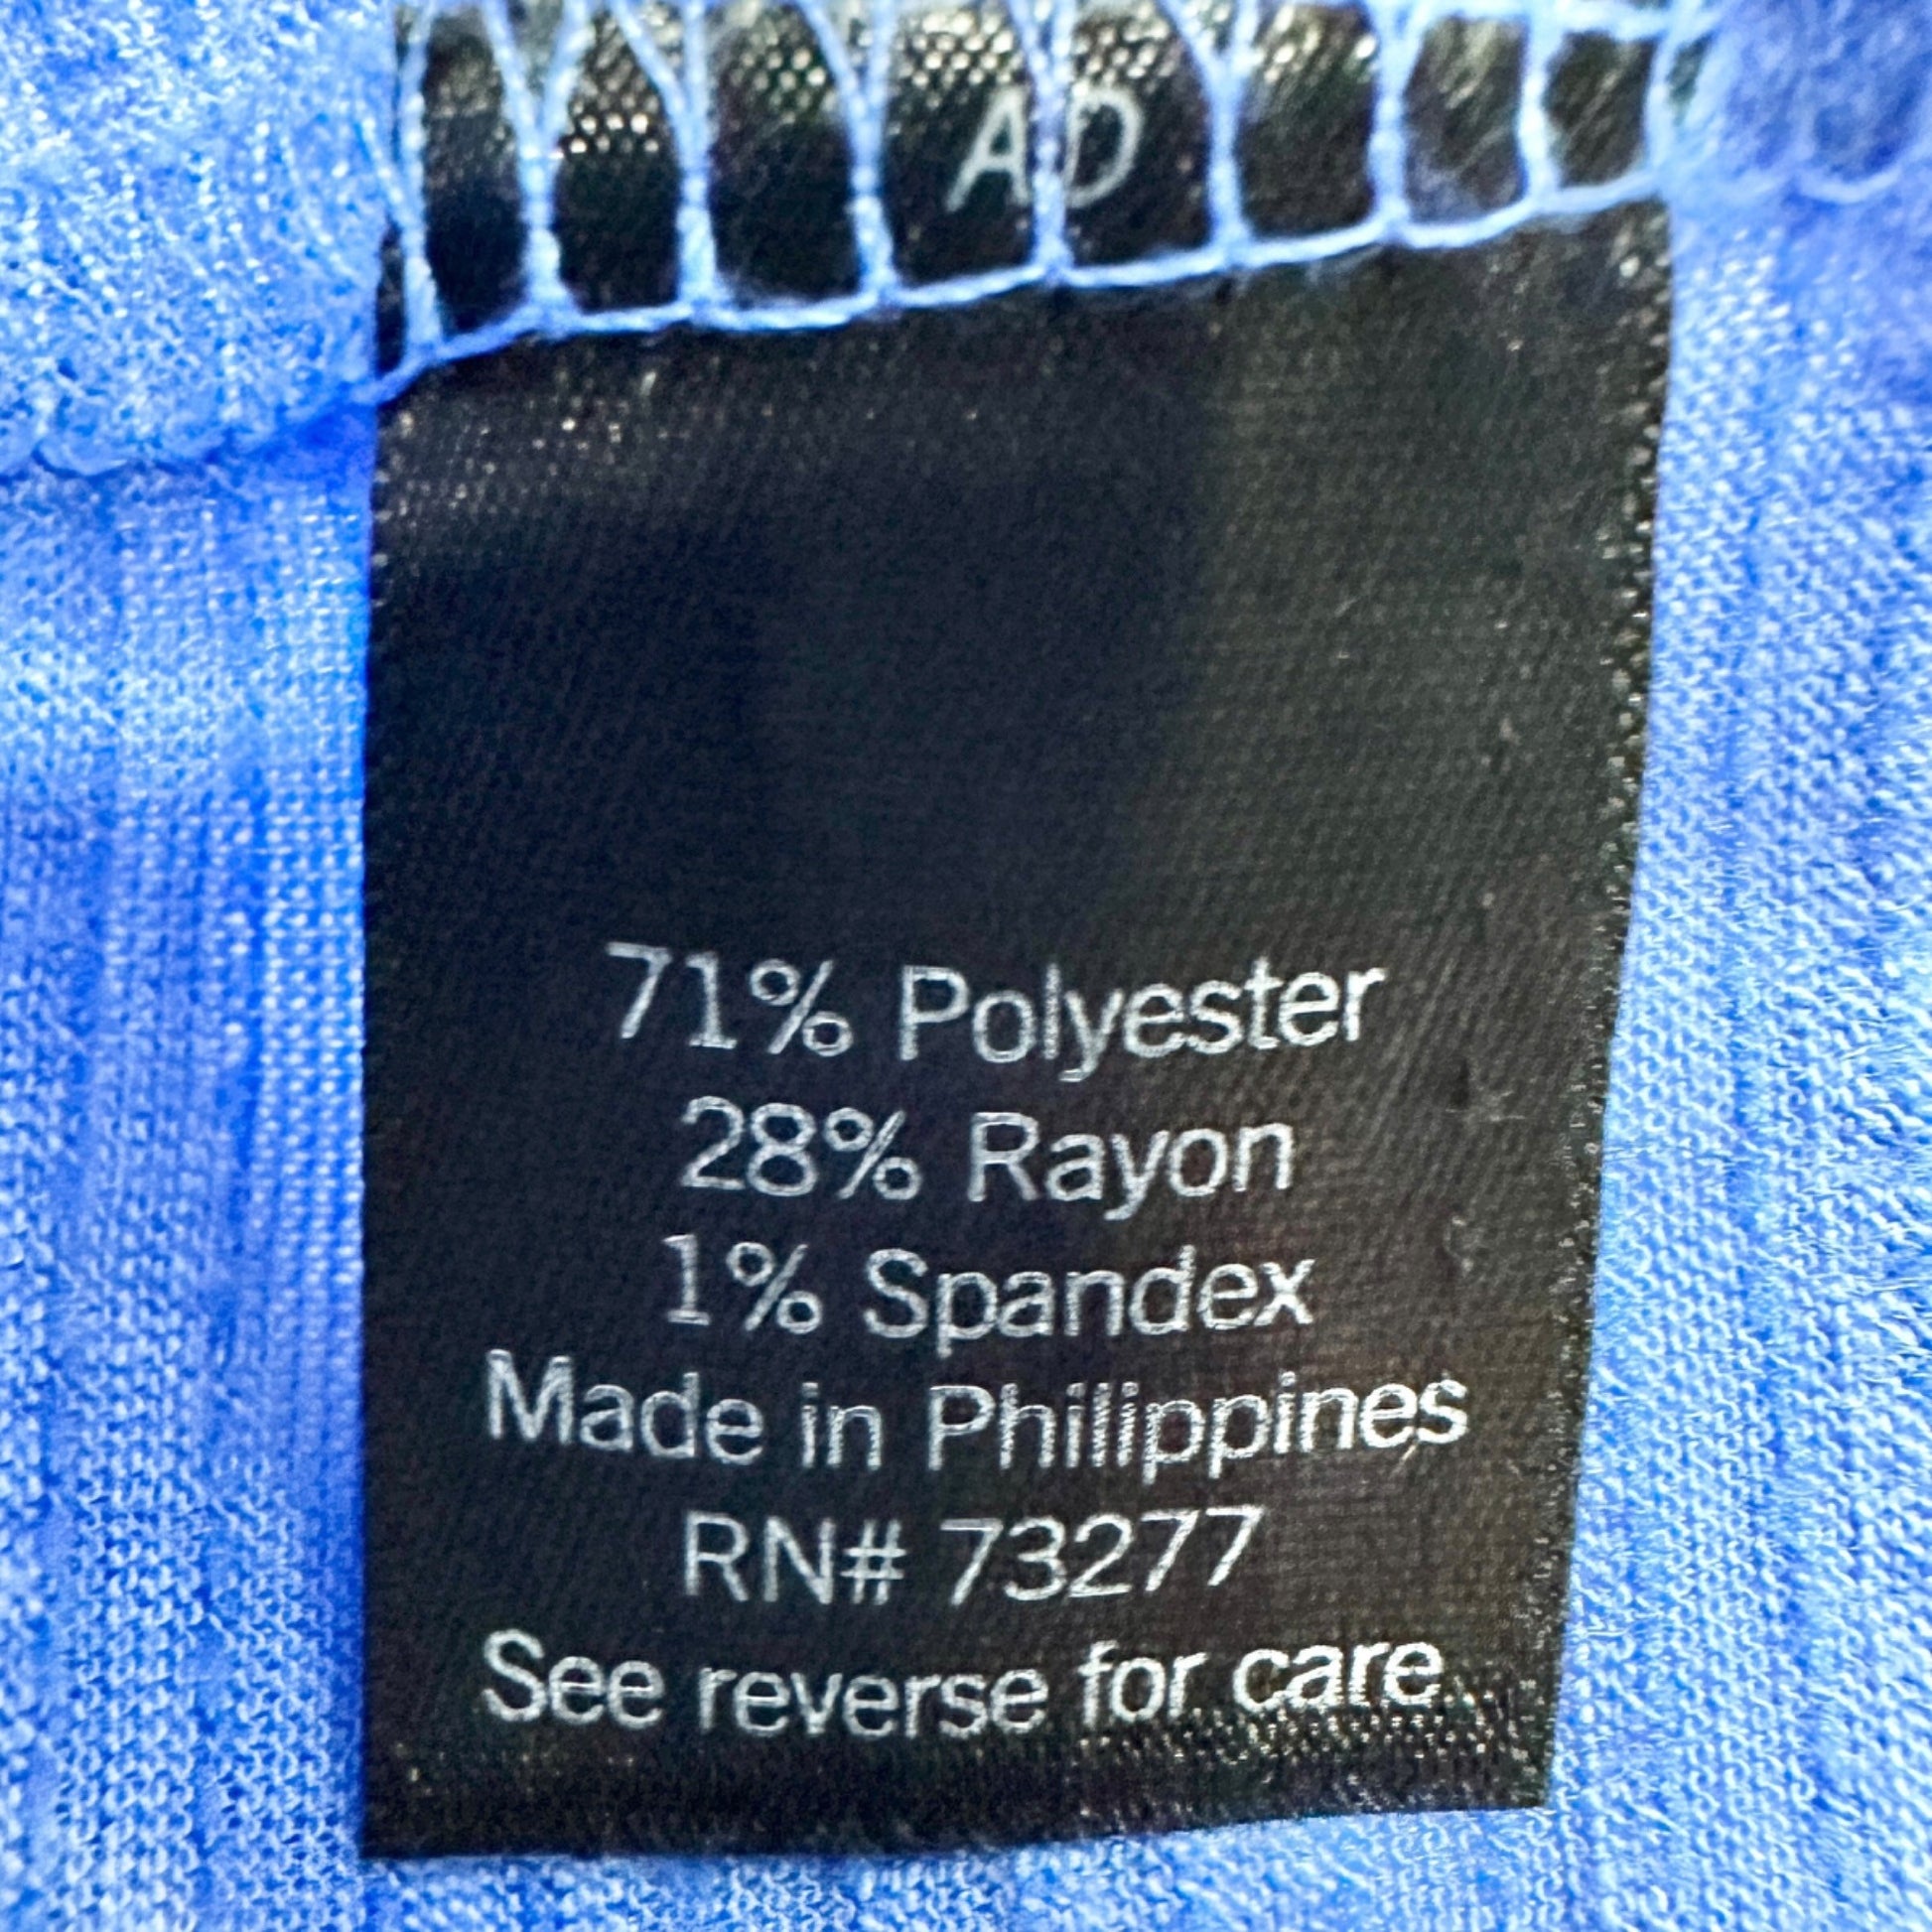 AD
71% Polyester
28% Rayon
1% Spandex
Made in Philippines
RN# 73277
See reverse for care